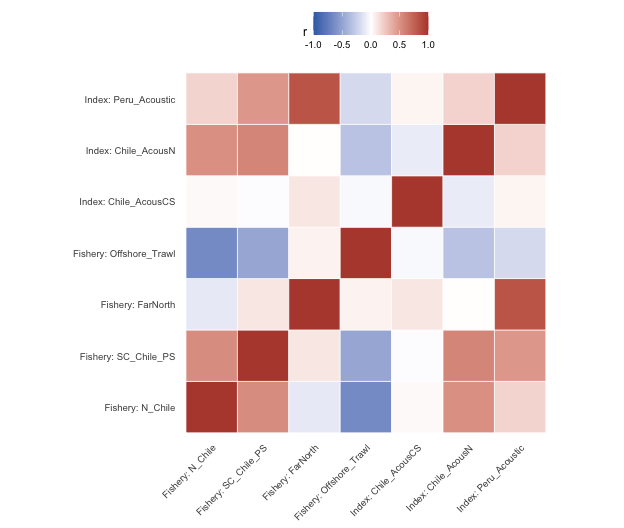 r
-1.0 -0.5 0.0 0.5 1.0
Index: Peru_Acoustic
Index: Chile_AcousN
Index: Chile_AcousCS
Fishery: Offshore_Trawl
Fishery: FarNorth
Fishery: SC_Chile_PS
Fishery: N_Chile
Fishery: N_Chile
Fishery: SC_Chile_PS
Fishery: FarNorth
Fishery: Offshore_Trawl
Index: Chile_AcousCS
Index: Chile_AcousN
Index: Peru_Acoustic